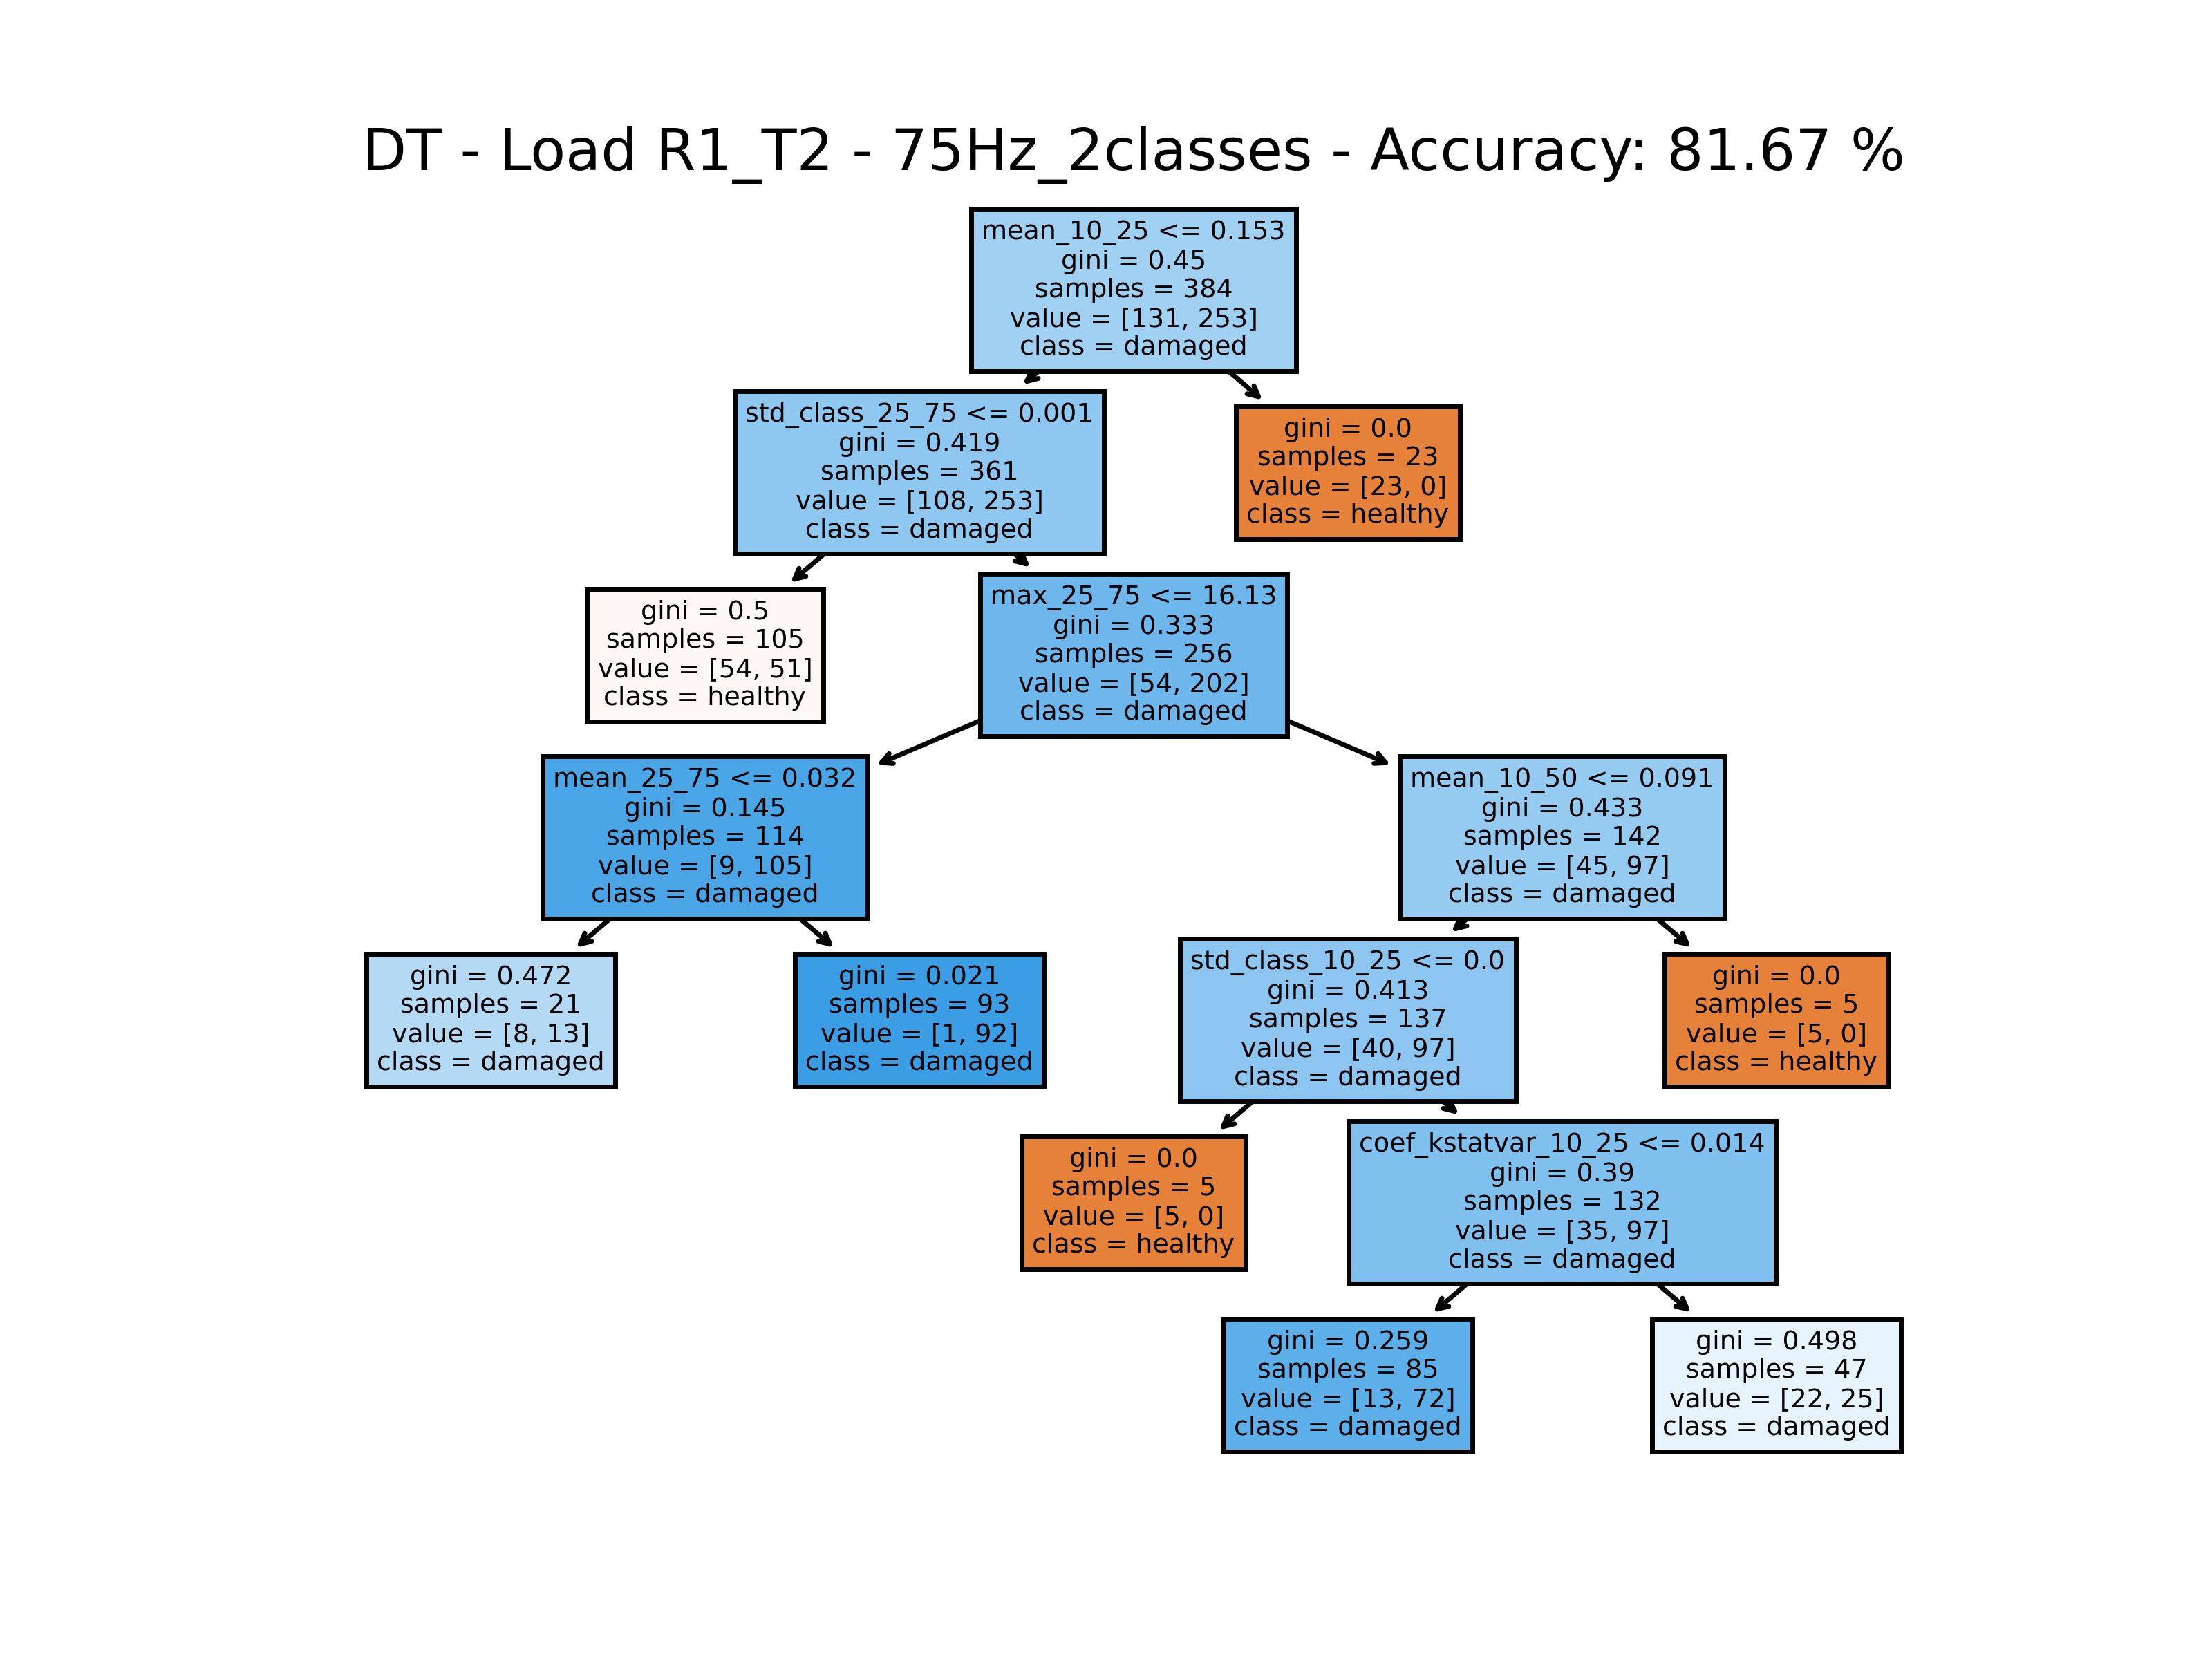 DT - Load R1_T2 - 75Hz_2classes - Accuracy: 81.67 %
mean_10_25 <= 0.153
gini = 0.45
samples = 384
value = [131, 253]
class = damaged
std_class_25_75 <= 0.001
gini = 0.419
samples = 361
value = [108, 253]
class = damaged
gini = 0.0
samples = 23
value = [23, 0]
class = healthy
gini = 0.5
samples = 105
value = [54, 51]
class = healthy
max_25_75 <= 16.13
gini = 0.333
samples = 256
value = [54, 202]
class = damaged
mean_25_75 <= 0.032
gini = 0.145
samples = 114
value = [9, 105]
class = damaged
mean_10_50 <= 0.091
gini = 0.433
samples = 142
value = [45, 97]
class = damaged
gini = 0.472
samples = 21
value = [8, 13]
class = damaged
gini = 0.021
samples = 93
value = [1, 92]
class = damaged
std_class_10_25 <= 0.0
gini = 0.413
samples = 137
value = [40, 97]
class = damaged
gini = 0.0
samples = 5
value = [5, 0]
class = healthy
gini = 0.0
samples = 5
value = [5, 0]
class = healthy
coef_kstatvar_10_25 <= 0.014
gini = 0.39
samples = 132
value = [35, 97]
class = damaged
gini = 0.259
samples = 85
value = [13, 72]
class = damaged
gini = 0.498
samples = 47
value = [22, 25]
class = damaged